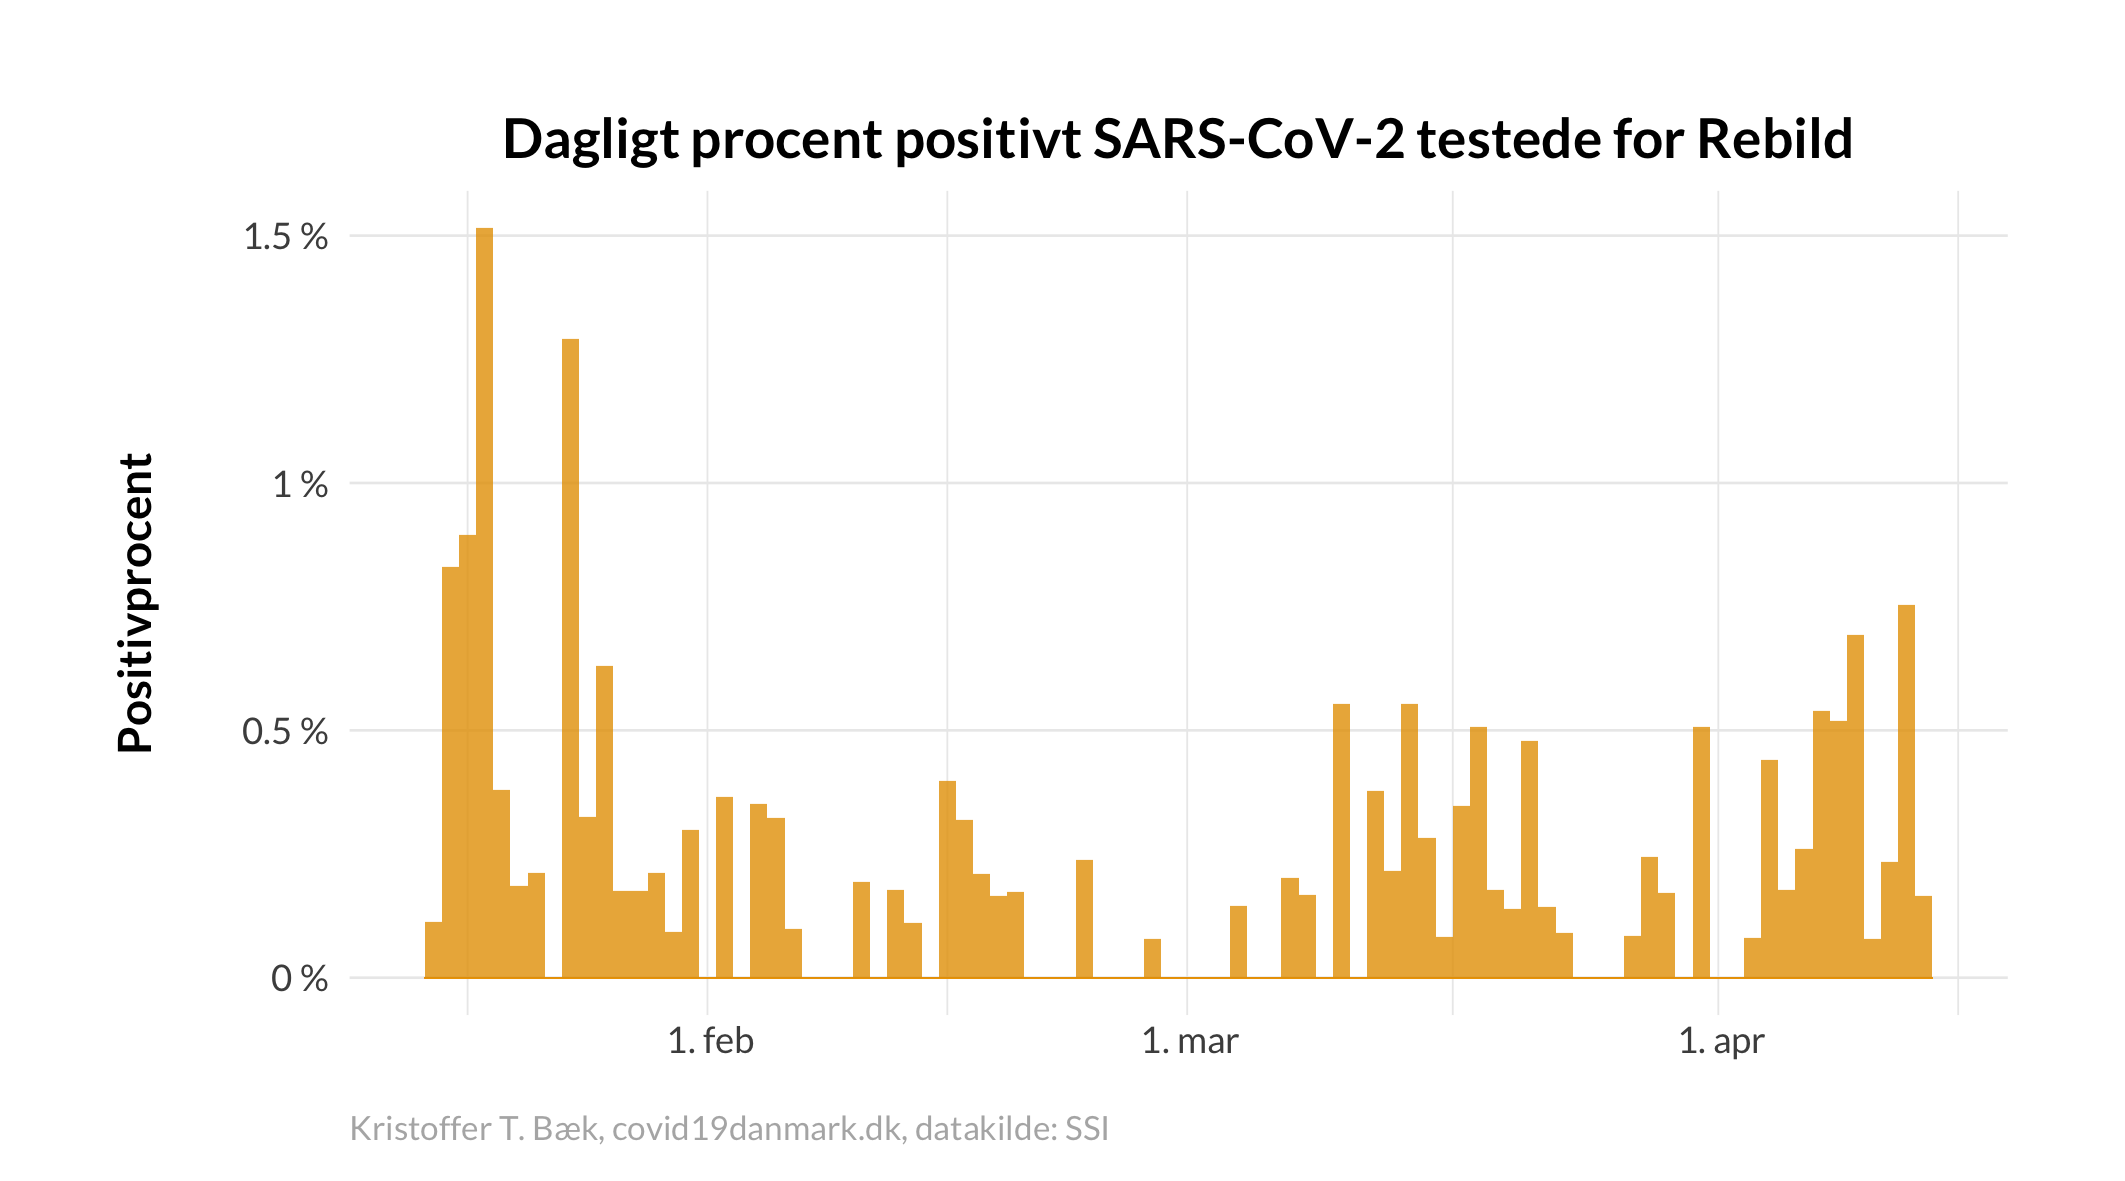 Dagligt procent positivt SARS-CoV-2 testede for Rebild
Positivprocent
1.5 %
1 %
0.5 %
0 %
1. feb
1. mar
1. apr
Kristoffer T. Bæk, covid19danmark.dk, datakilde: SSI